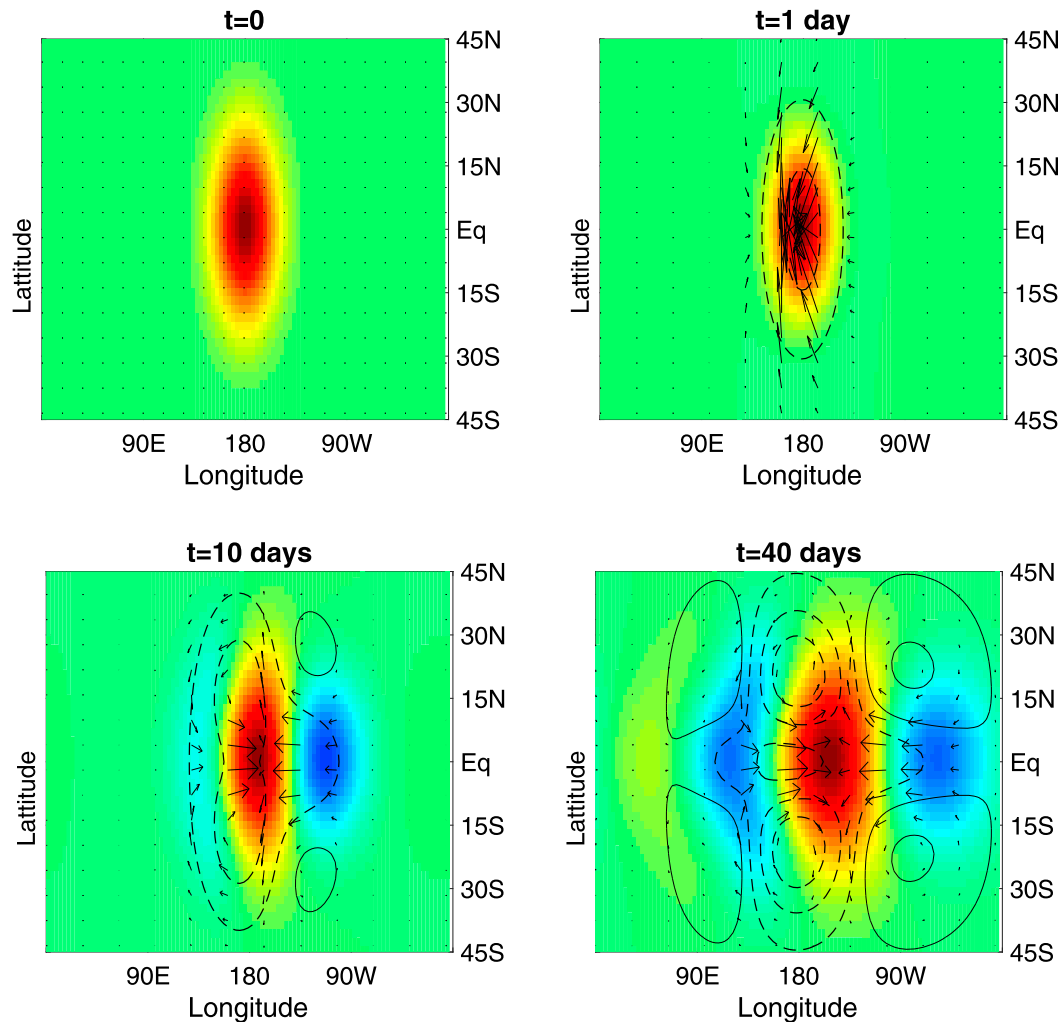 t=0
45N
30N
15N
Eq
15S
30S
45S
Lattitude
90E 180 90W
Longitude
t=1 day
45N
30N
15N
Eq
15S
30S
45S
Lattitude
90E 180 90W
Longitude
t=10 days
45N
30N
15N
Eq
15S
30S
45S
Lattitude
90E 180 90W
Longitude
t=40 days
45N
30N
15N
Eq
15S
30S
45S
Lattitude
90E 180 90W
Longitude